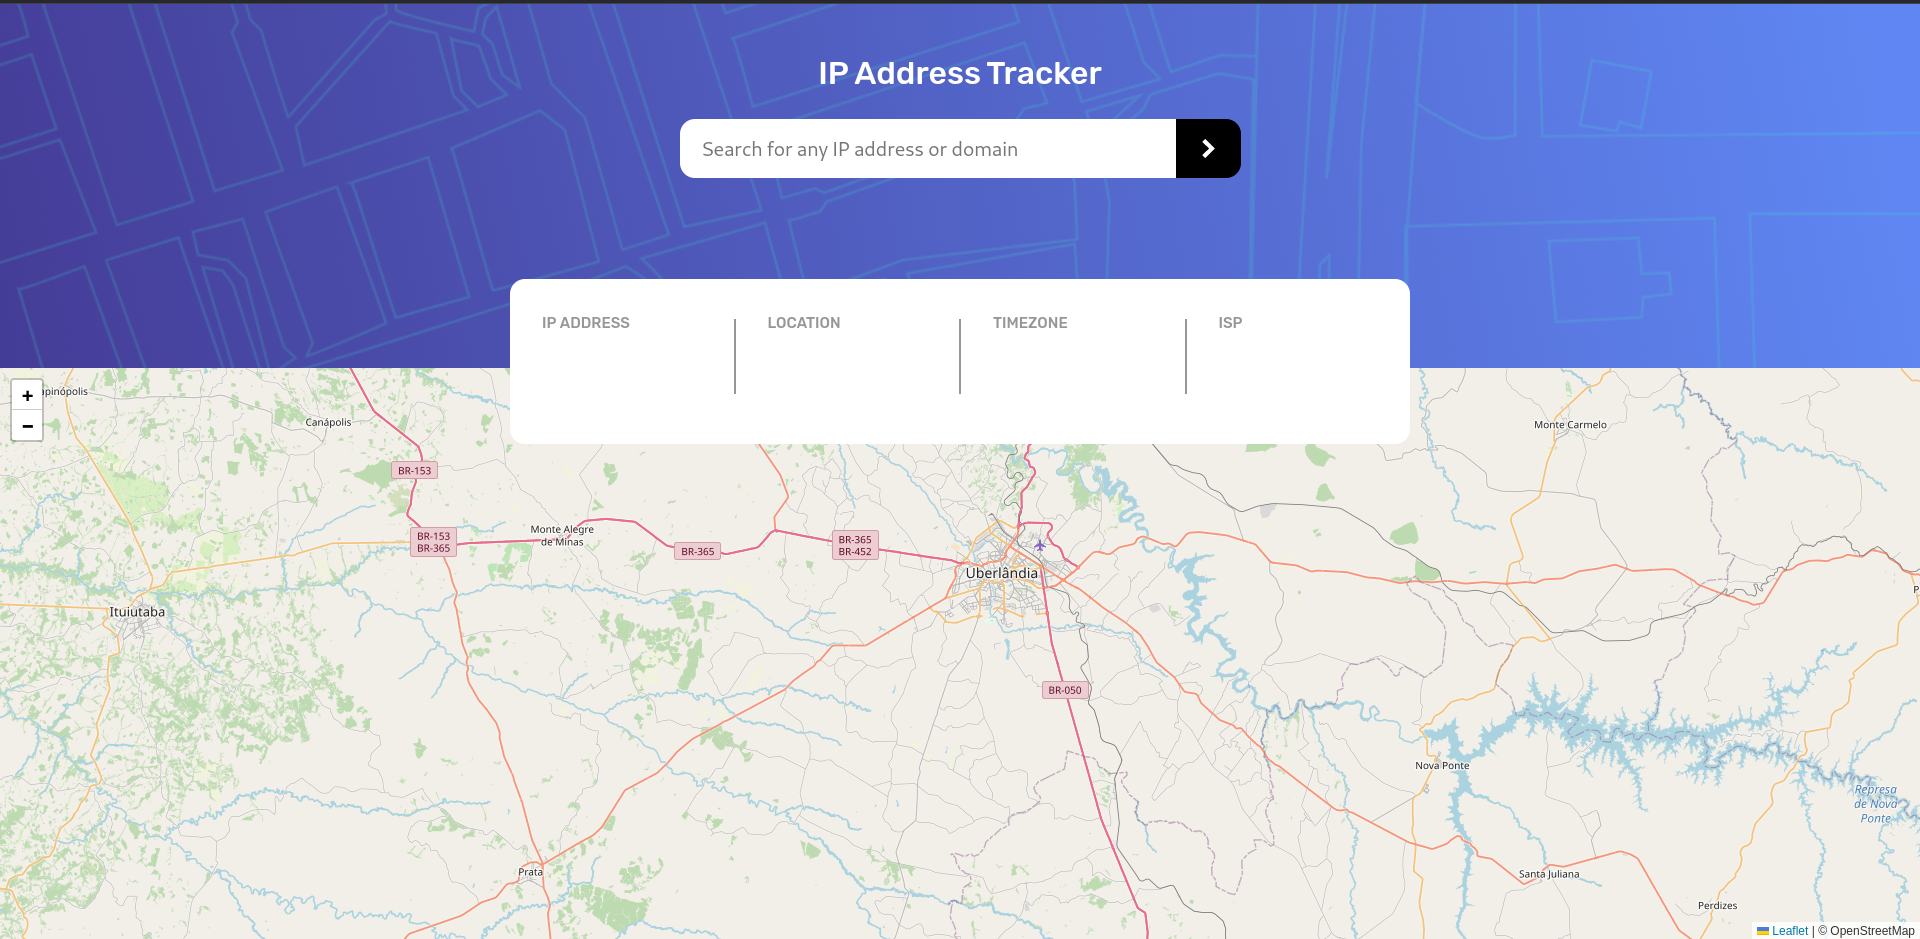 IP Address Tracker
Search for any IP address or domain
IP ADDRESS
LOCATION
TIMEZONE
ISP
+
−
apinópolis
Canápolis
Monte Carmelo
BR-153
BR-153
BR-365
Monte Alegre
de Minas
BR-365
BR-365
BR-452
Uberlândia
Ituiutaba
BR-050
Nova Ponte
Represa
de Nova
Ponte
Prata
Santa Juliana
Perdizes
Leaflet | © OpenStreetMap